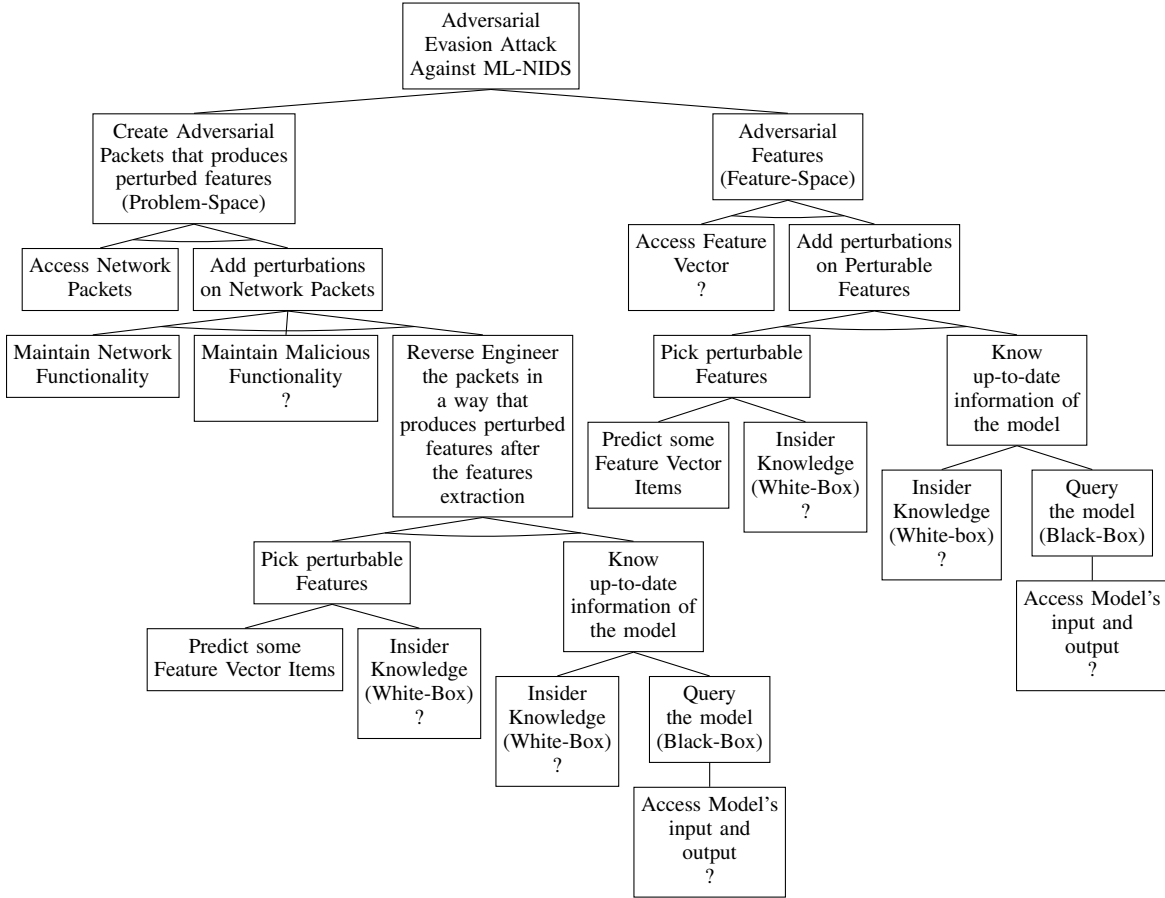 Adversarial
Evasion Attack
Against ML-NIDS
Create Adversarial
Packets that produces
perturbed features
(Problem-Space)
Adversarial
Features
(Feature-Space)
Access Network
Packets
Add perturbations
on Network Packets
Access Feature
Vector
?
Add perturbations
on Perturable
Features
Maintain Network
Functionality
Maintain Malicious
Functionality
?
Reverse Engineer
the packets in
a way that
produces perturbed
features after
the features
extraction
Pick perturbable
Features
Know
up-to-date
information of
the model
Predict some
Feature Vector
Items
Insider
Knowledge
(White-Box)
?
Insider
Knowledge
(White-box)
?
Query
the model
(Black-Box)
Access Model's
input and
output
?
Pick perturbable
Features
Know
up-to-date
information of
the model
Predict some
Feature Vector Items
Insider
Knowledge
(White-Box)
?
Insider
Knowledge
(White-Box)
?
Query
the model
(Black-Box)
Access Model's
input and
output
?